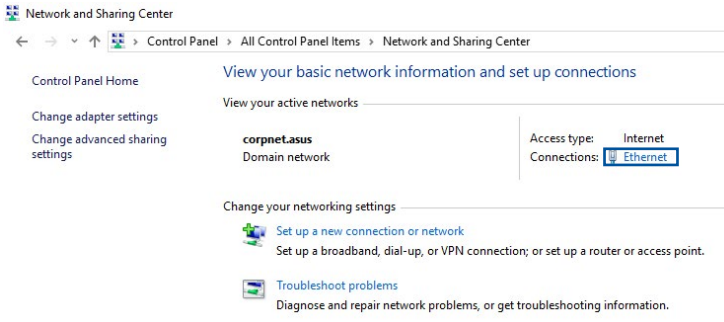 Network and Sharing Center
Control Panel > All Control Panel Items > Network and Sharing Center
Control Panel Home
Change adapter settings
Change advanced sharing
settings
View your basic network information and set up connections
View your active networks
corpnet.asus
Domain network
Access type: Internet
Connections: Ethernet
Change your networking settings
Set up a new connection or network
Set up a broadband, dial-up, or VPN connection; or set up a router or access point.
Troubleshoot problems
Diagnose and repair network problems, or get troubleshooting information.